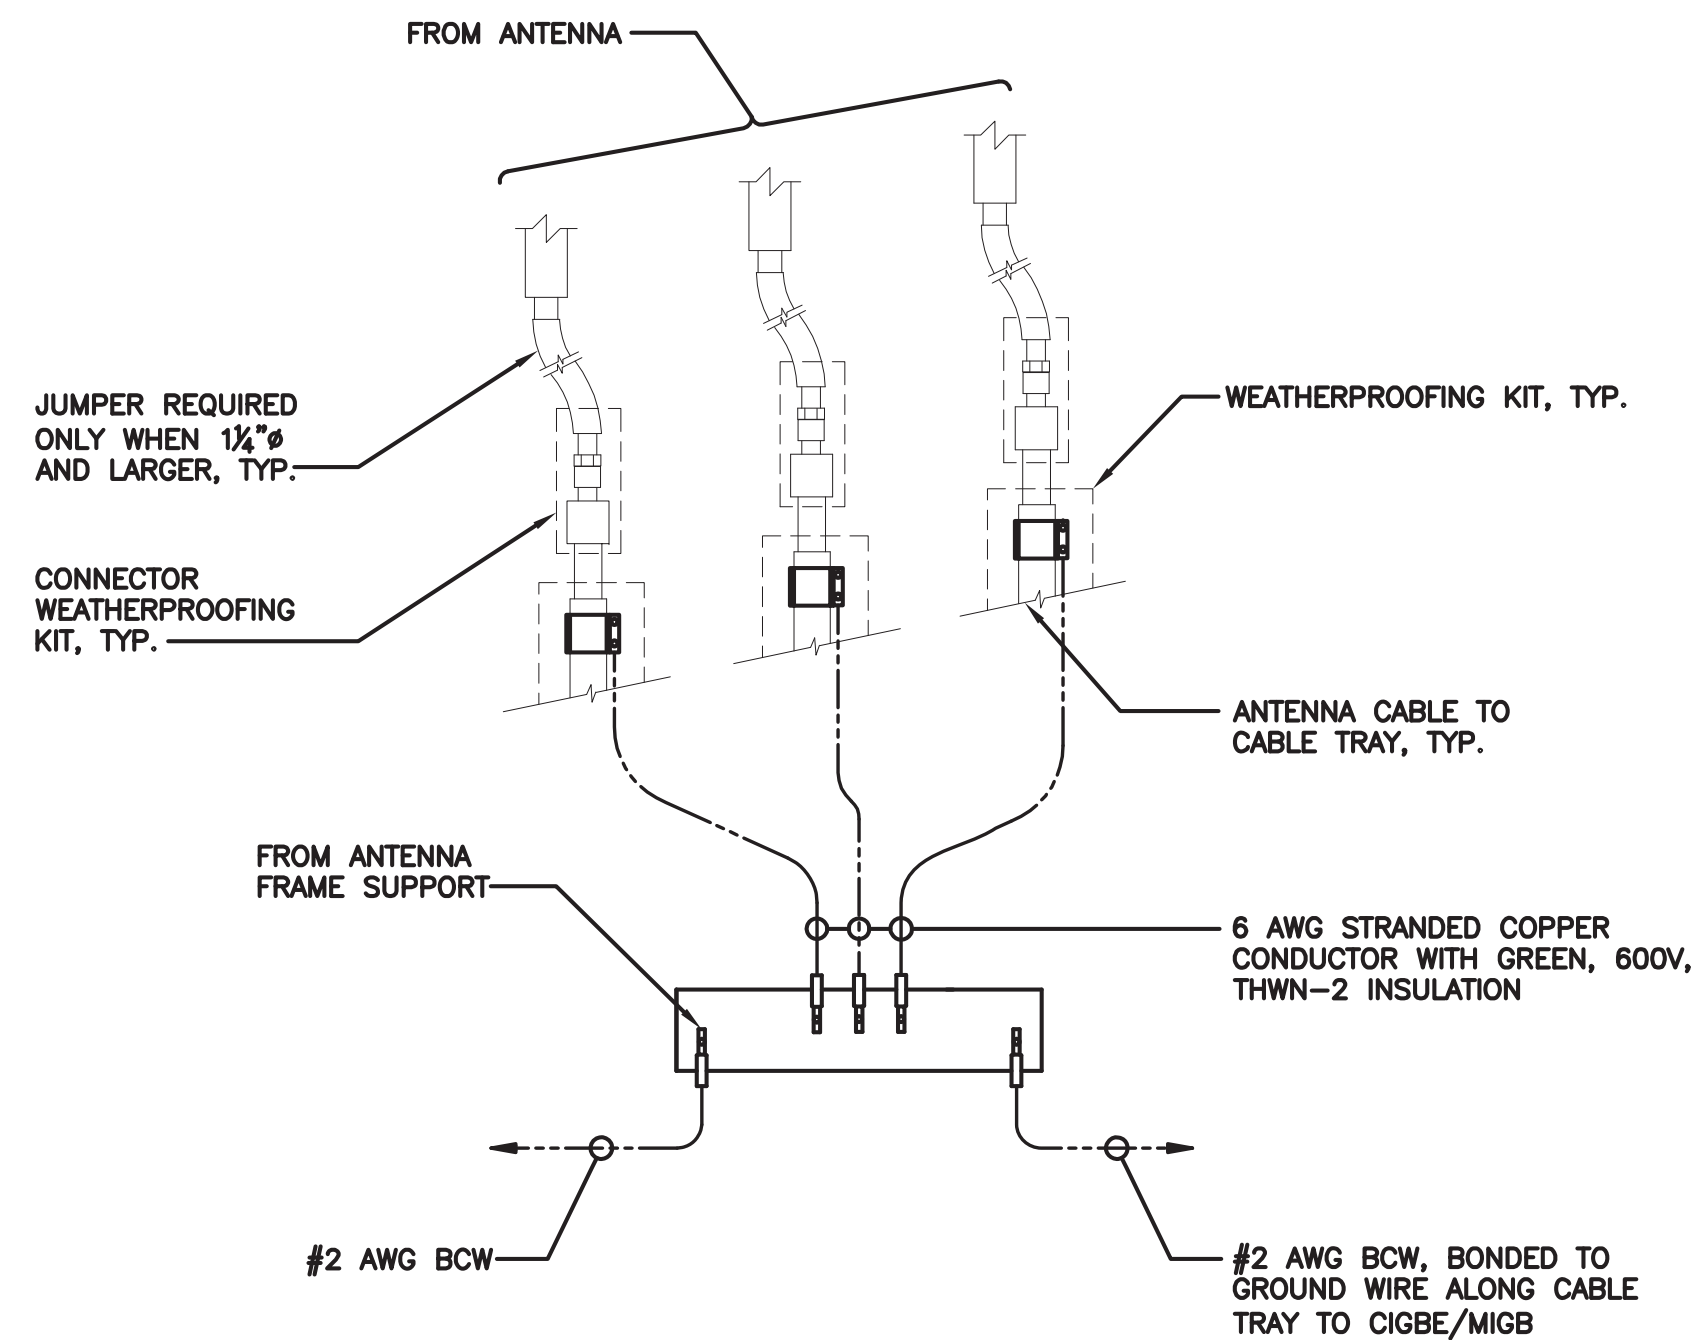 FROM ANTENNA
JUMPER REQUIRED
ONLY WHEN 1¼"ø
AND LARGER, TYP.
WEATHERPROOFING KIT, TYP.
CONNECTOR
WEATHERPROOFING
KIT, TYP.
ANTENNA CABLE TO
CABLE TRAY, TYP.
FROM ANTENNA
FRAME SUPPORT
6 AWG STRANDED COPPER
CONDUCTOR WITH GREEN, 600V,
THWN-2 INSULATION
#2 AWG BCW
#2 AWG BCW, BONDED TO
GROUND WIRE ALONG CABLE
TRAY TO CIGBE/MIGB